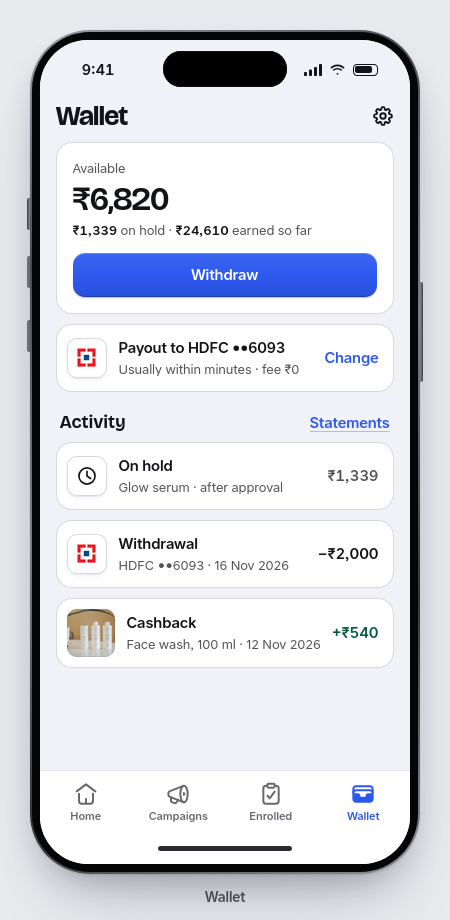 9:41
Wallet
Available
₹6,820
₹1,339 on hold · ₹24,610 earned so far
Withdraw
Payout to HDFC ••6093
Usually within minutes · fee ₹0
Change
Activity
Statements
On hold
Glow serum · after approval
₹1,339
Withdrawal
HDFC ••6093 · 16 Nov 2026
−₹2,000
Cashback
Face wash, 100 ml · 12 Nov 2026
+₹540
Home
Campaigns
Enrolled
Wallet
Wallet